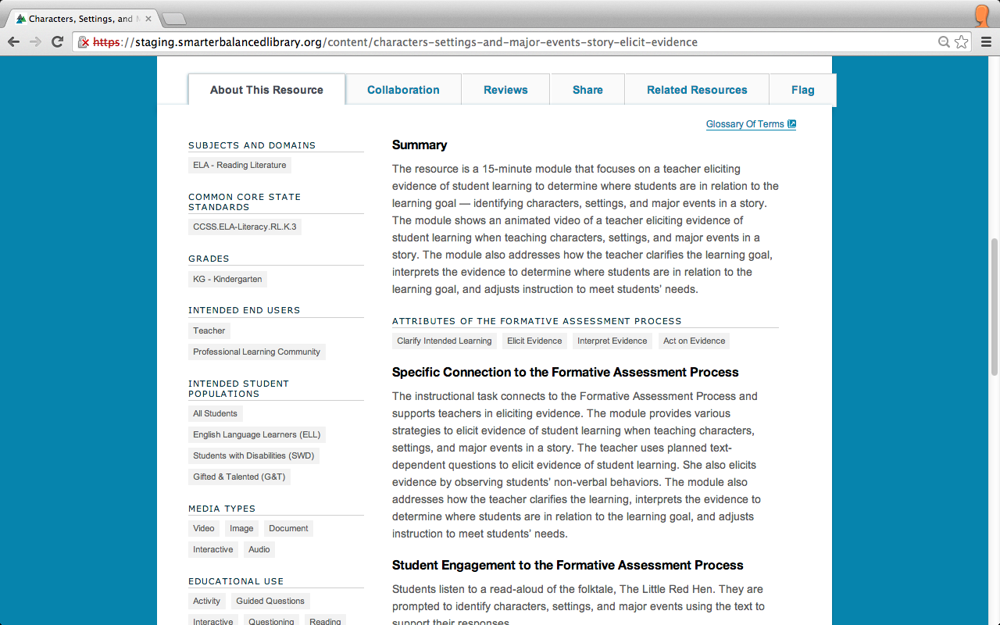 Characters, Settings, and M
https://staging.smarterbalancedlibrary.org/content/characters-settings-and-major-events-story-elicit-evidence
About This Resource
Collaboration
Reviews
Share
Related Resources
Flag
Glossary Of Terms
SUBJECTS AND DOMAINS
ELA - Reading Literature
COMMON CORE STATE
STANDARDS
CCSS.ELA-Literacy.RL.K.3
GRADES
KG - Kindergarten
INTENDED END USERS
Teacher
Professional Learning Community
INTENDED STUDENT
POPULATIONS
All Students
English Language Learners (ELL)
Students with Disabilities (SWD)
Gifted & Talented (G&T)
MEDIA TYPES
Video Image Document
Interactive Audio
EDUCATIONAL USE
Activity Guided Questions
Interactive Questioning Reading
Summary
The resource is a 15-minute module that focuses on a teacher eliciting
evidence of student learning to determine where students are in relation to the
learning goal — identifying characters, settings, and major events in a story.
The module shows an animated video of a teacher eliciting evidence of
student learning when teaching characters, settings, and major events in a
story. The module also addresses how the teacher clarifies the learning goal,
interprets the evidence to determine where students are in relation to the
learning goal, and adjusts instruction to meet students' needs.
ATTRIBUTES OF THE FORMATIVE ASSESSMENT PROCESS
Clarify Intended Learning Elicit Evidence Interpret Evidence Act on Evidence
Specific Connection to the Formative Assessment Process
The instructional task connects to the Formative Assessment Process and
supports teachers in eliciting evidence. The module provides various
strategies to elicit evidence of student learning when teaching characters,
settings, and major events in a story. The teacher uses planned text-
dependent questions to elicit evidence of student learning. She also elicits
evidence by observing students' non-verbal behaviors. The module also
addresses how the teacher clarifies the learning, interprets the evidence to
determine where students are in relation to the learning goal, and adjusts
instruction to meet students' needs.
Student Engagement to the Formative Assessment Process
Students listen to a read-aloud of the folktale, The Little Red Hen. They are
prompted to identify characters, settings, and major events using the text to
support their responses.